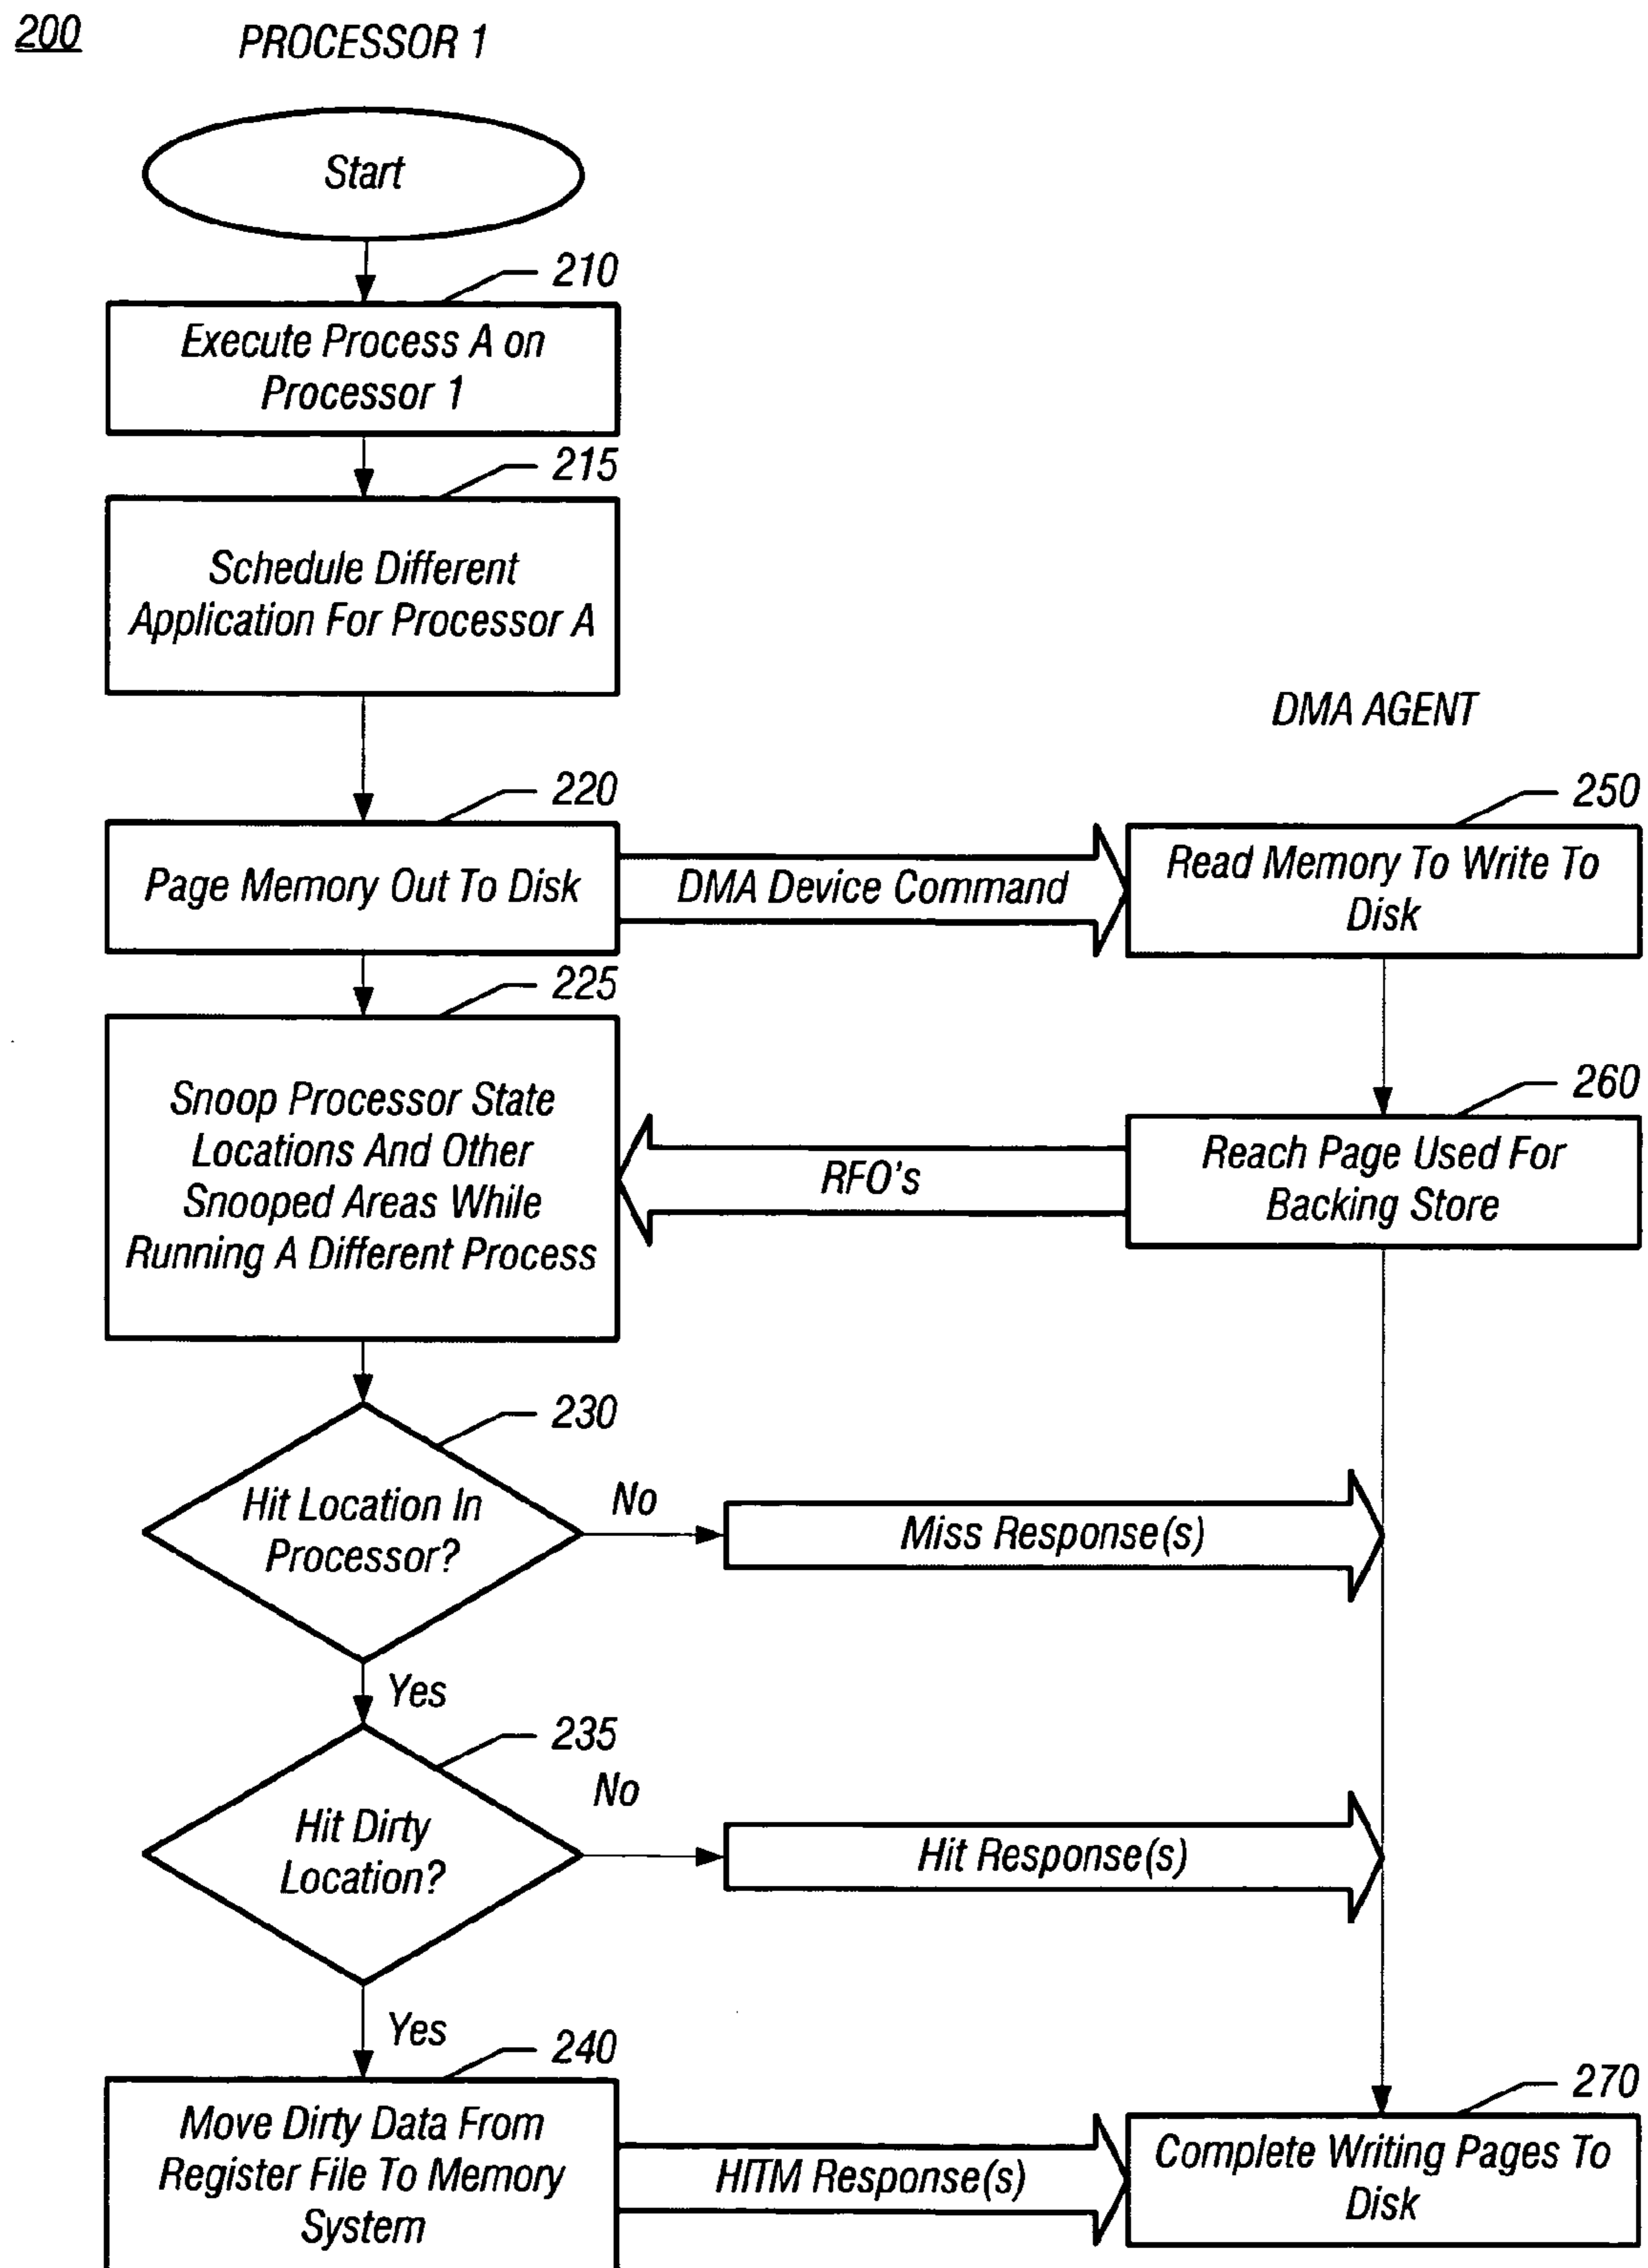 200
PROCESSOR 1
Start
210
Execute Process A on
Processor 1
215
Schedule Different
Application For Processor A
DMA AGENT
220
Page Memory Out To Disk
DMA Device Command
250
Read Memory To Write To
Disk
225
Snoop Processor State
Locations And Other
Snooped Areas While
Running A Different Process
RFO's
260
Reach Page Used For
Backing Store
230
Hit Location In
Processor?
No
Miss Response(s)
Yes
235
Hit Dirty
Location?
No
Hit Response(s)
Yes
240
Move Dirty Data From
Register File To Memory
System
HITM Response(s)
270
Complete Writing Pages To
Disk